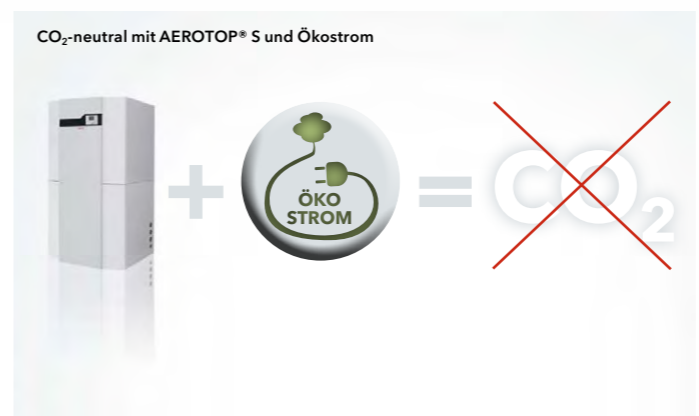 CO₂-neutral mit AEROTOP® S und Ökostrom
+
ÖKO
STROM
=
CO₂